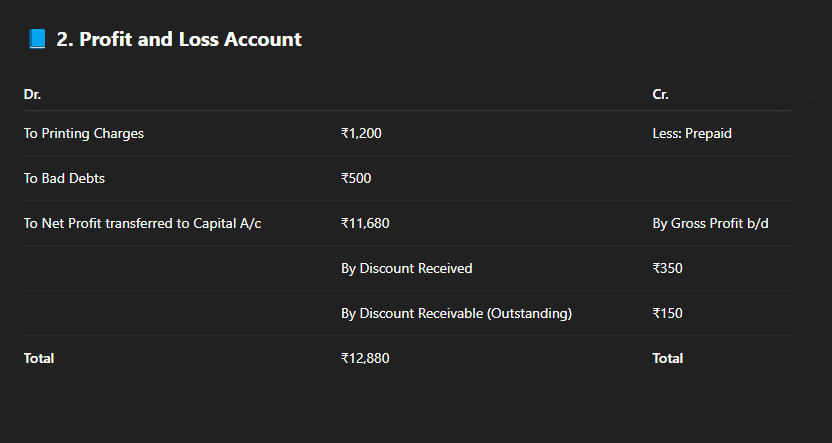 📘 2. Profit and Loss Account
Dr. Cr.
To Printing Charges ₹1,200 Less: Prepaid
To Bad Debts ₹500
To Net Profit transferred to Capital A/c ₹11,680 By Gross Profit b/d
By Discount Received ₹350
By Discount Receivable (Outstanding) ₹150
Total ₹12,880 Total